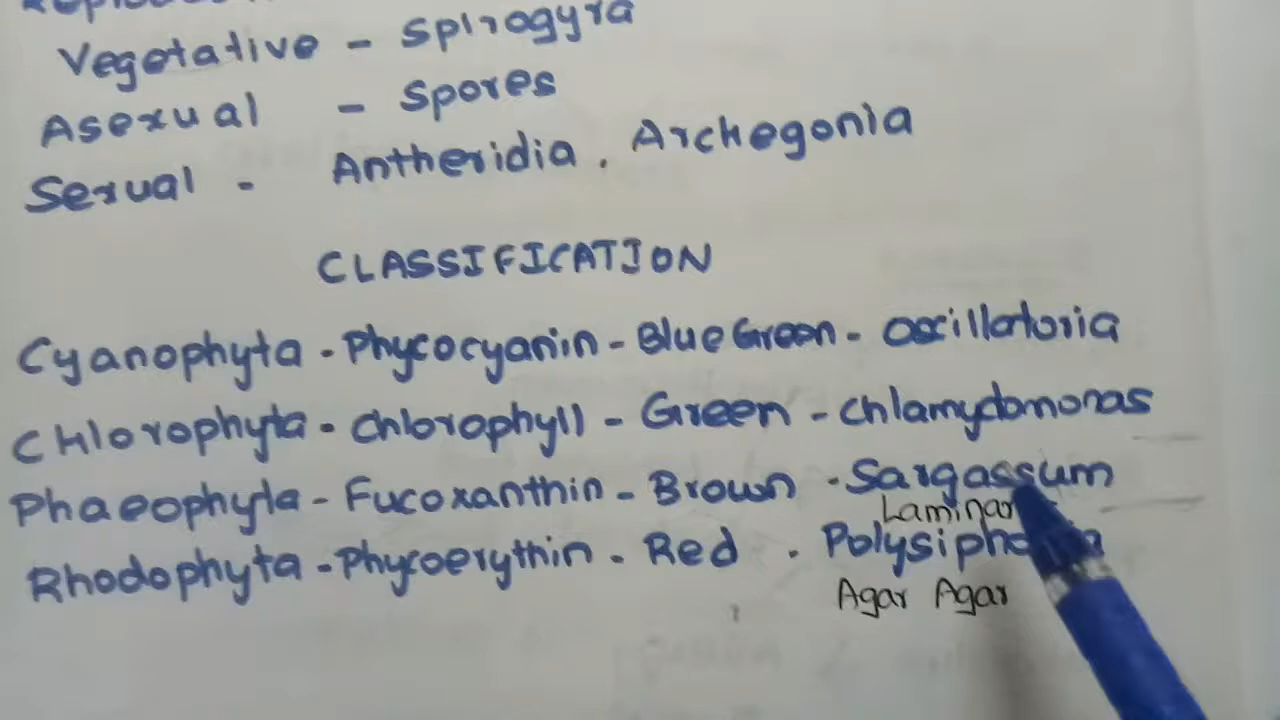 Vegetative - Spirogyra
Asexual - Spores
Sexual - Antheridia, Archegonia
CLASSIFICATION
Cyanophyta - Phycocyanin - Blue Green - Oscillatoria
Chlorophyta - Chlorophyll - Green - Chlamydomonas
Phaeophyta - Fucoxanthin - Brown - Sargassum
Rhodophyta - Phycoerythin - Red -
Agar Agar